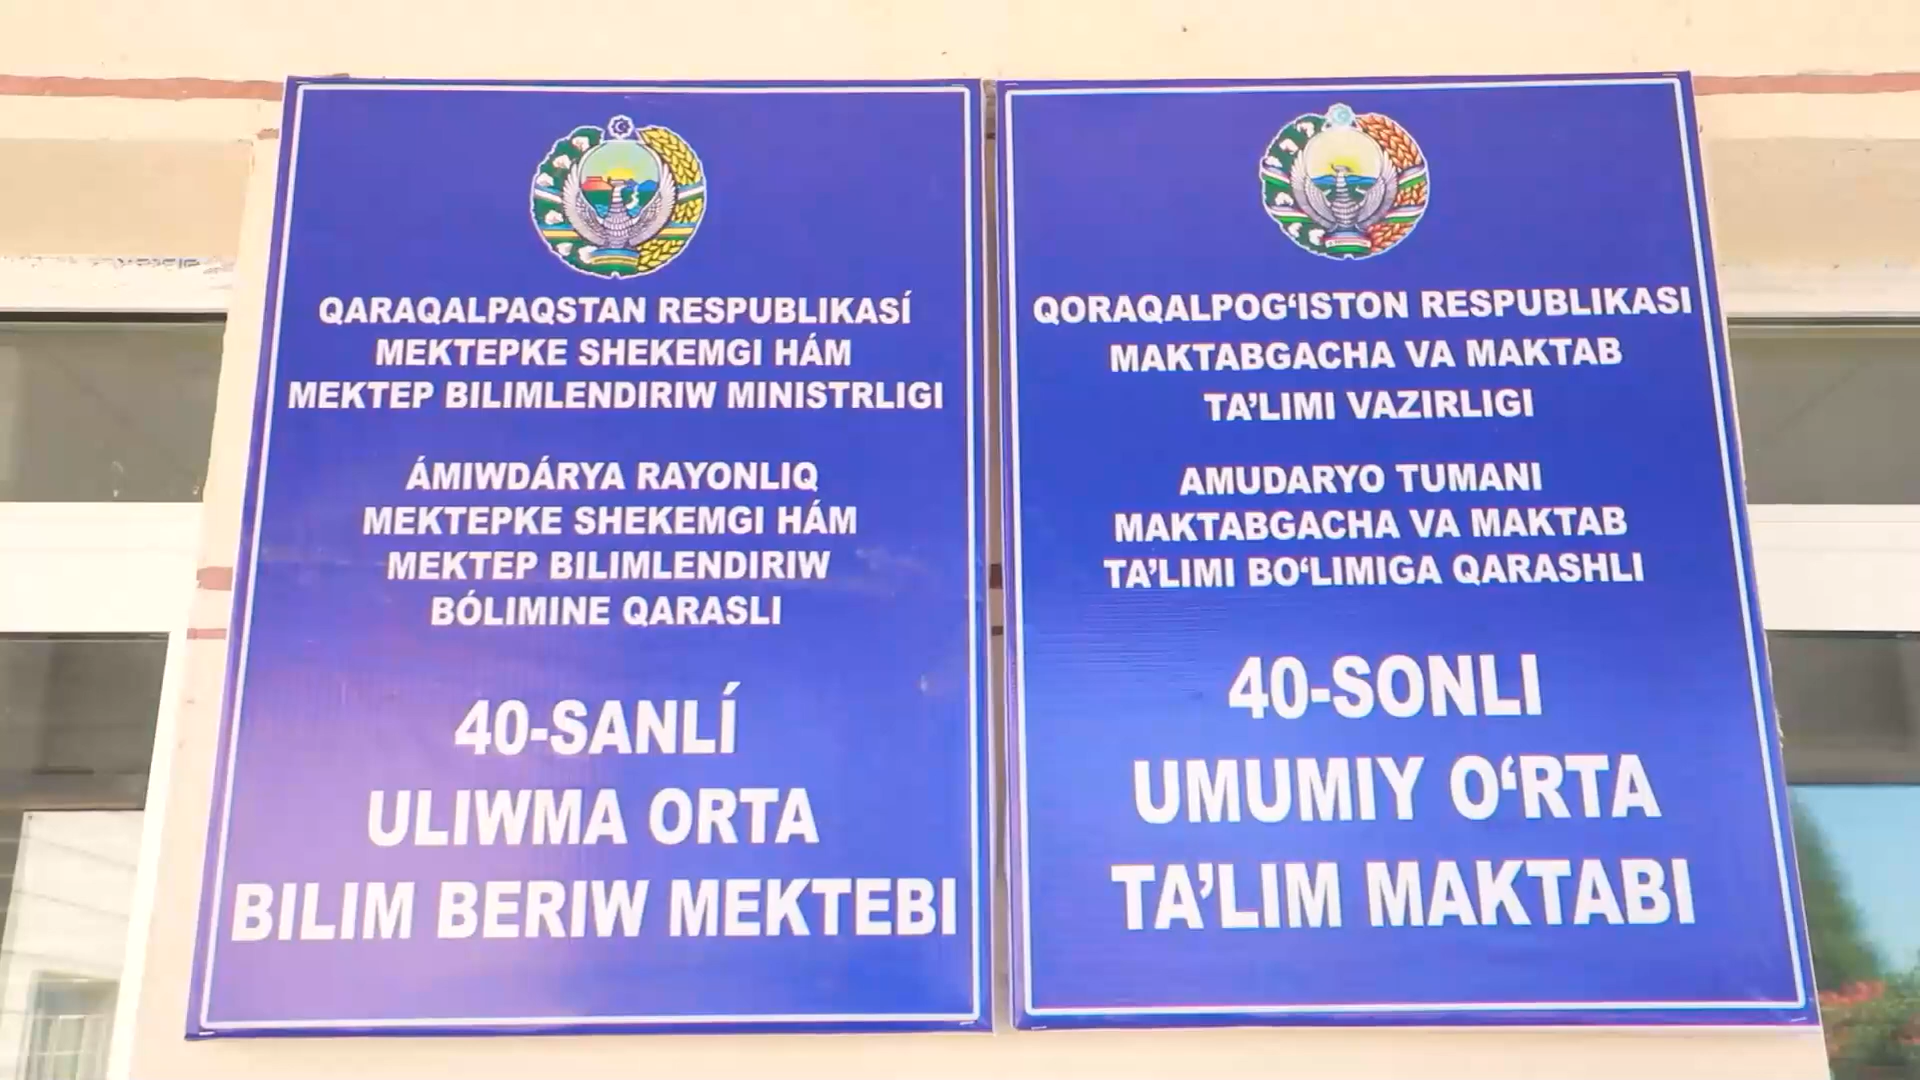 QARAQALPAQSTAN RESPUBLIKASÍ
MEKTEPKE SHEKEMGI HÁM
MEKTEP BILIMLENDIRIW MINISTRLIGI
ÁMIWDÁRYA RAYONLIQ
MEKTEPKE SHEKEMGI HÁM
MEKTEP BILIMLENDIRIW
BÓLIMINE QARASLI
40-SANLÍ
ULIWMA ORTA
BILIM BERIW MEKTEBI
QORAQALPOG‘ISTON RESPUBLIKASI
MAKTABGACHA VA MAKTAB
TA’LIMI VAZIRLIGI
AMUDARYO TUMANI
MAKTABGACHA VA MAKTAB
TA’LIMI BO‘LIMIGA QARASHLI
40-SONLI
UMUMIY O‘RTA
TA’LIM MAKTABI